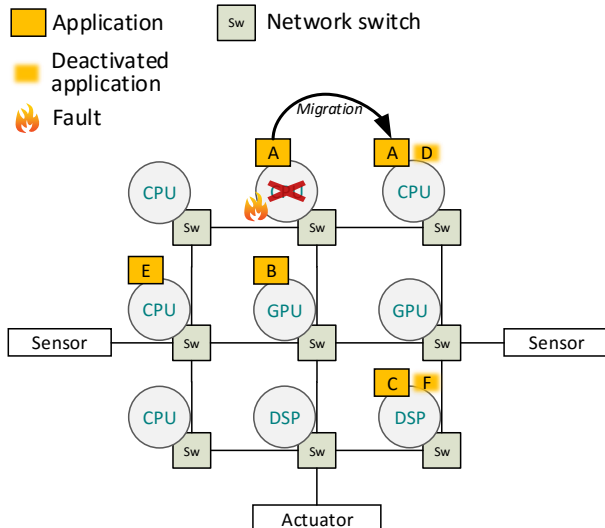 Application
Sw Network switch
Deactivated
application
Fault
Migration
A
A D
CPU
CPU
Sw
Sw
Sw
E
B
CPU
GPU
GPU
Sensor
Sw
Sw
Sw
Sensor
C F
CPU
DSP
DSP
Sw
Sw
Sw
Actuator